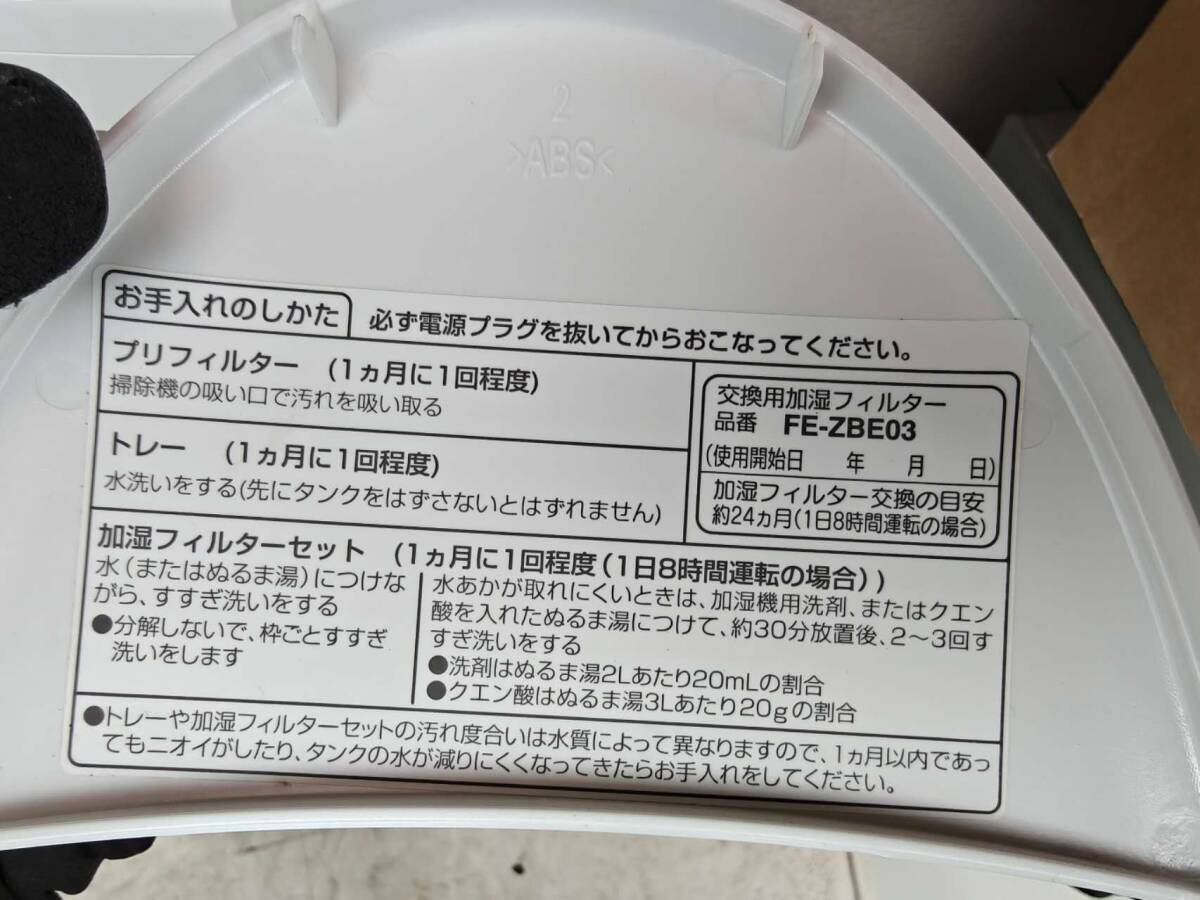 2
>ABS<
お手入れのしかた 必ず電源プラグを抜いてからおこなってください。
プリフィルター (1ヵ月に1回程度)
掃除機の吸い口で汚れを吸い取る
トレー (1ヵ月に1回程度)
水洗いをする(先にタンクをはずさないとはずれません)
交換用加湿フィルター
品番 FE-ZBE03
(使用開始日 年 月 日)
加湿フィルター交換の目安
約24ヵ月(1日8時間運転の場合)
加湿フィルターセット (1ヵ月に1回程度(1日8時間運転の場合))
水(またはぬるま湯)につけな
がら、すすぎ洗いをする
●分解しないで、枠ごとすすぎ
洗いをします
水あかが取れにくいときは、加湿機用洗剤、またはクエン
酸を入れたぬるま湯につけて、約30分放置後、2〜3回す
すぎ洗いをする
●洗剤はぬるま湯2Lあたり20mLの割合
●クエン酸はぬるま湯3Lあたり20gの割合
●トレーや加湿フィルターセットの汚れ度合いは水質によって異なりますので、1ヵ月以内であっ
てもニオイがしたり、タンクの水が減りにくくなってきたらお手入れをしてください。